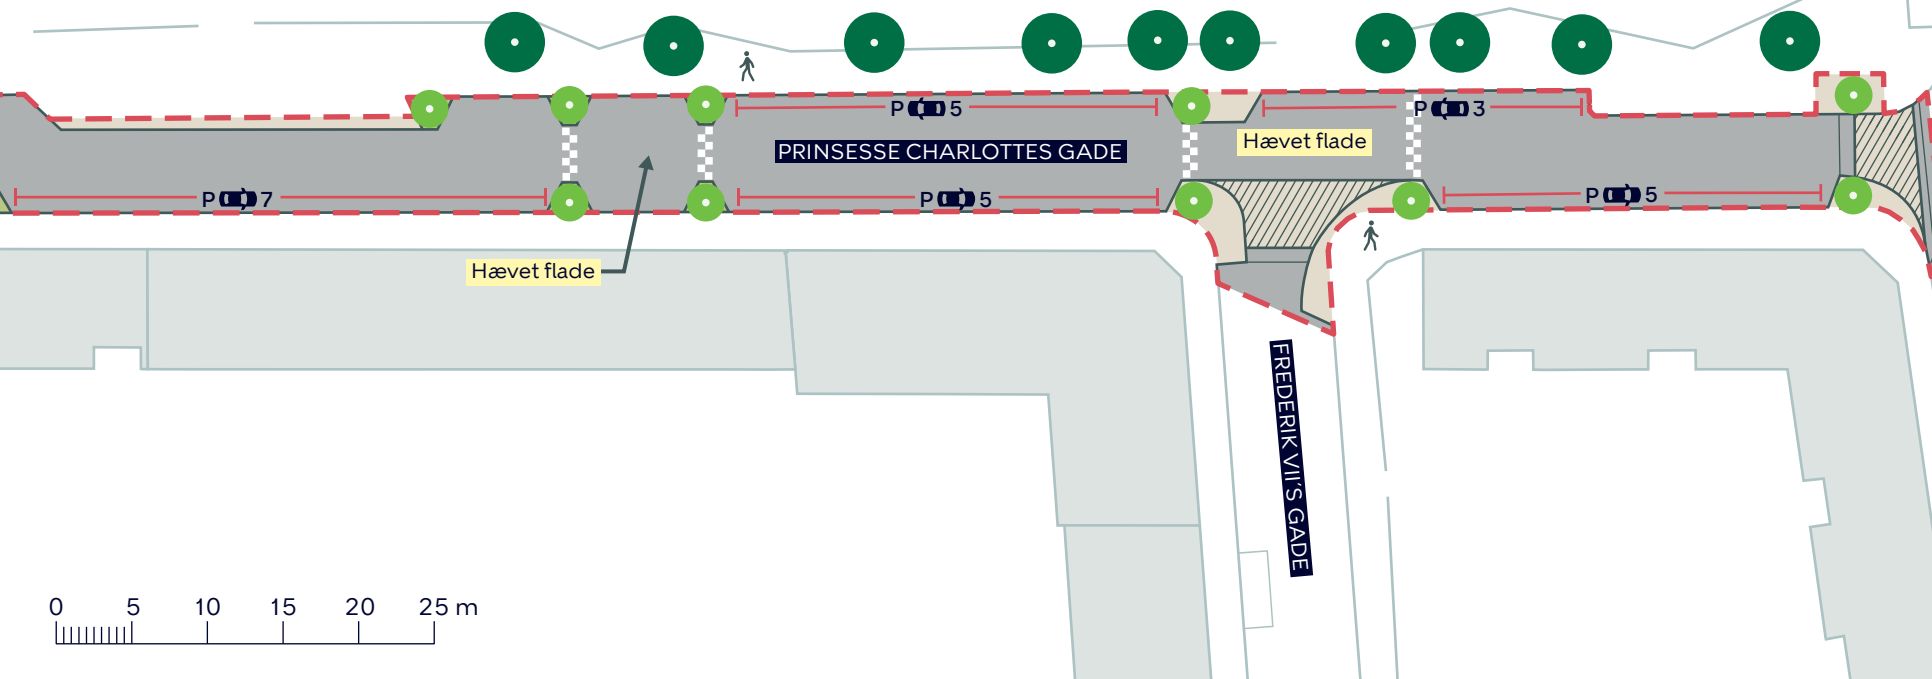 P 5
P 3
Hævet flade
PRINSESSE CHARLOTTES GADE
P 7
P 5
P 5
Hævet flade
FREDERIK VII'S GADE
0 5 10 15 20 25 m